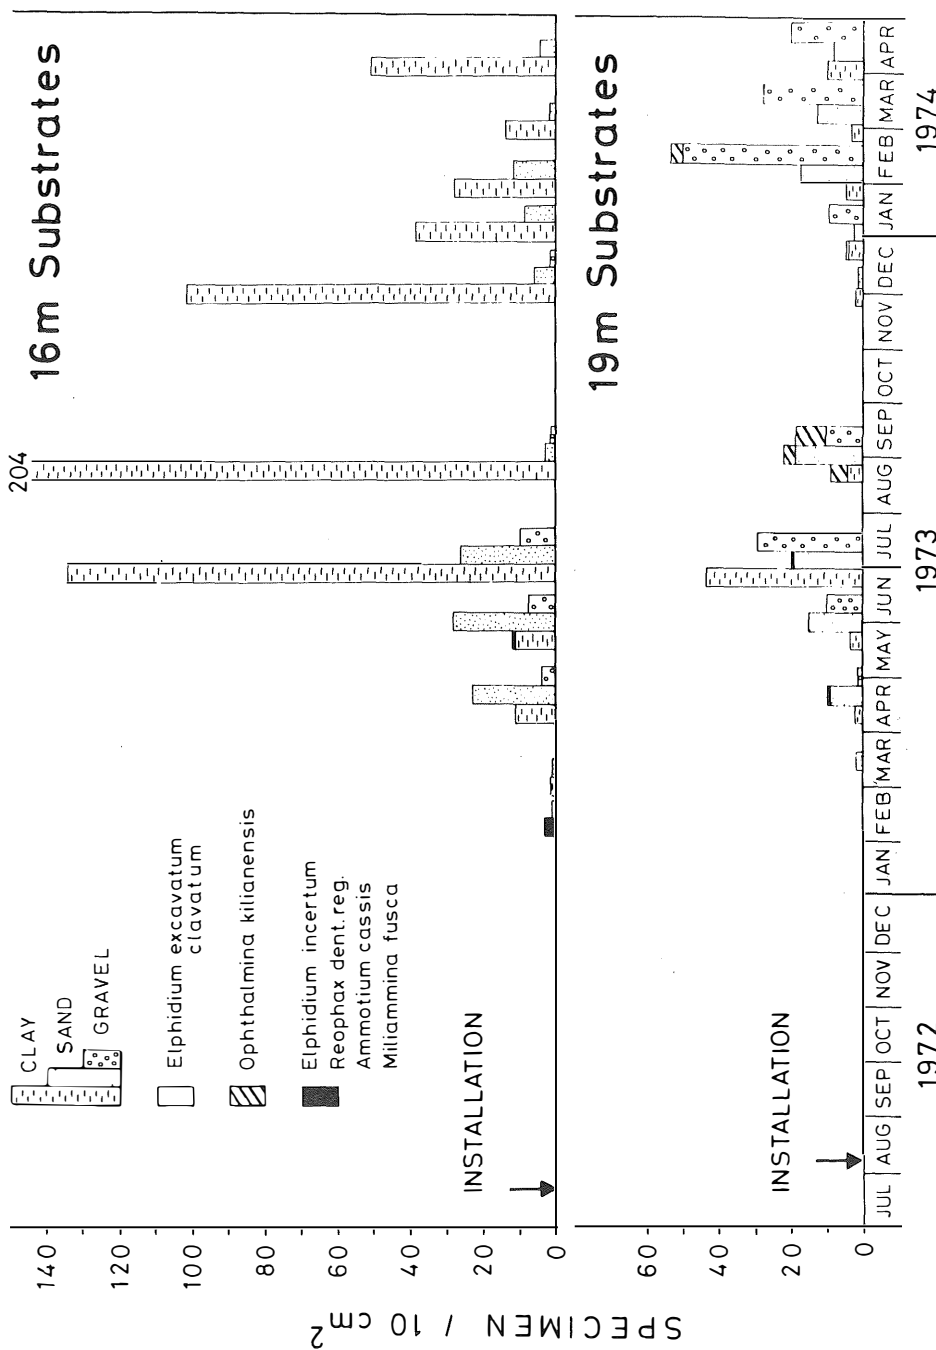 16m Substrates
204
CLAY
SAND
GRAVEL
Elphidium excavatum
clavatum
Ophthalmina kilianensis
Elphidium incertum
Reophax dent. reg.
Ammotium cassis
Miliammina fusca
INSTALLATION
140
120
100
80
60
40
20
0
SPECIMEN / 10 cm²
19m Substrates
INSTALLATION
60
40
20
0
JUL AUG SEP OCT NOV DEC JAN FEB MAR APR MAY JUN JUL AUG SEP OCT NOV DEC JAN FEB MAR APR
1972 1973 1974